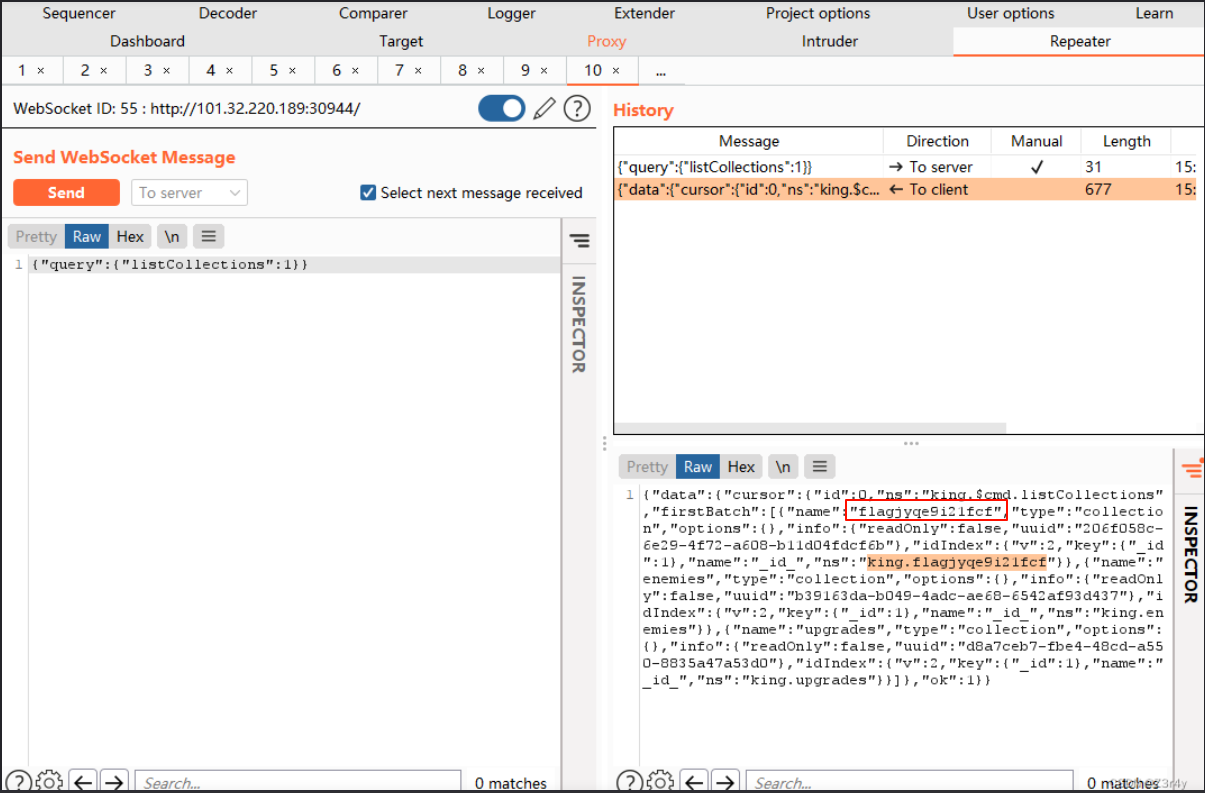 Sequencer Decoder Comparer Logger Extender Project options User options Learn
Dashboard Target Proxy Intruder Repeater
1 × 2 × 3 × 4 × 5 × 6 × 7 × 8 × 9 × 10 × ...
WebSocket ID: 55 : http://101.32.220.189:30944/
Send WebSocket Message
Send To server Select next message received
Pretty Raw Hex \n
1 {"query":{"listCollections":1}}
INSPECTOR
Search... 0 matches
History
Message Direction Manual Length
{"query":{"listCollections":1}} → To server ✓ 31 15:
{"data":{"cursor":{"id":0,"ns":"king.$c... ← To client 677 15:
Pretty Raw Hex \n
1 {"data":{"cursor":{"id":0,"ns":"king.$cmd.listCollections"
,"firstBatch":[{"name":"flagjyqe9i21fcf","type":"collectio
n","options":{},"info":{"readOnly":false,"uuid":"206f058c-
6e29-4f72-a608-b11d04fdcf6b"},"idIndex":{"v":2,"key":{"_id
":1},"name":"_id_","ns":"king.flagjyqe9i21fcf"}},{"name":"
enemies","type":"collection","options":{},"info":{"readOnl
y":false,"uuid":"b39163da-b049-4adc-ae68-6542af93d437"},"i
dIndex":{"v":2,"key":{"_id":1},"name":"_id_","ns":"king.en
emies"}},{"name":"upgrades","type":"collection","options":
{},"info":{"readOnly":false,"uuid":"d8a7ceb7-fbe4-48cd-a55
0-8835a47a53d0"},"idIndex":{"v":2,"key":{"_id":1},"name":"
_id_","ns":"king.upgrades"}}]},"ok":1}}
INSPECTOR
Search... 0 matches